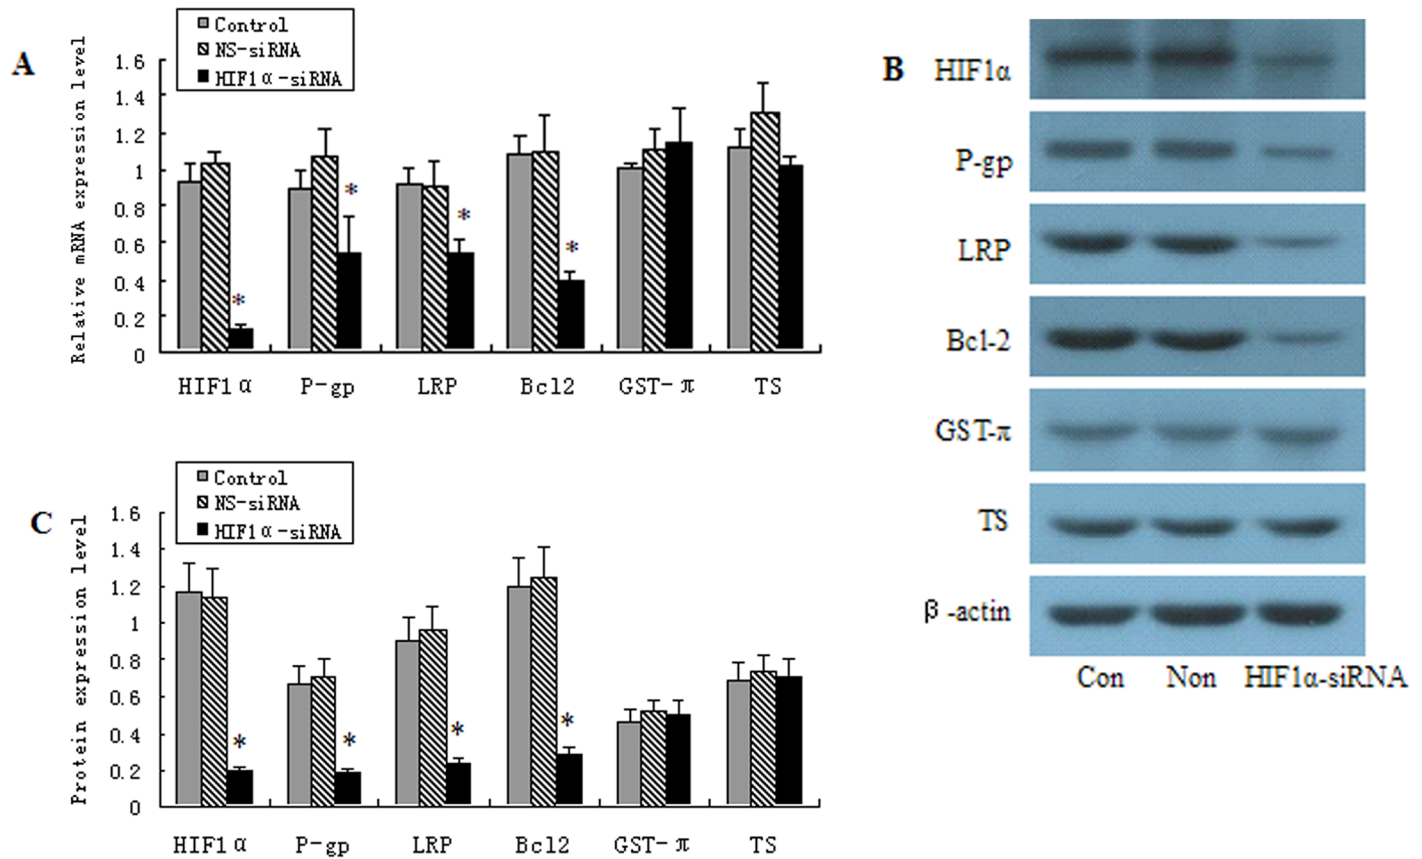 A
Control
NS-siRNA
HIF1α-siRNA
Relative mRNA expression level
1.6
1.4
1.2
1
0.8
0.6
0.4
0.2
0
*
*
*
*
HIF1α P-gp LRP Bcl2 GST-π TS
B
HIF1α
P-gp
LRP
Bcl-2
GST-π
TS
β-actin
Con Non HIF1α-siRNA
C
Control
NS-siRNA
HIF1α-siRNA
Protein expression level
1.6
1.4
1.2
1
0.8
0.6
0.4
0.2
0
*
*
*
*
HIF1α P-gp LRP Bcl2 GST-π TS